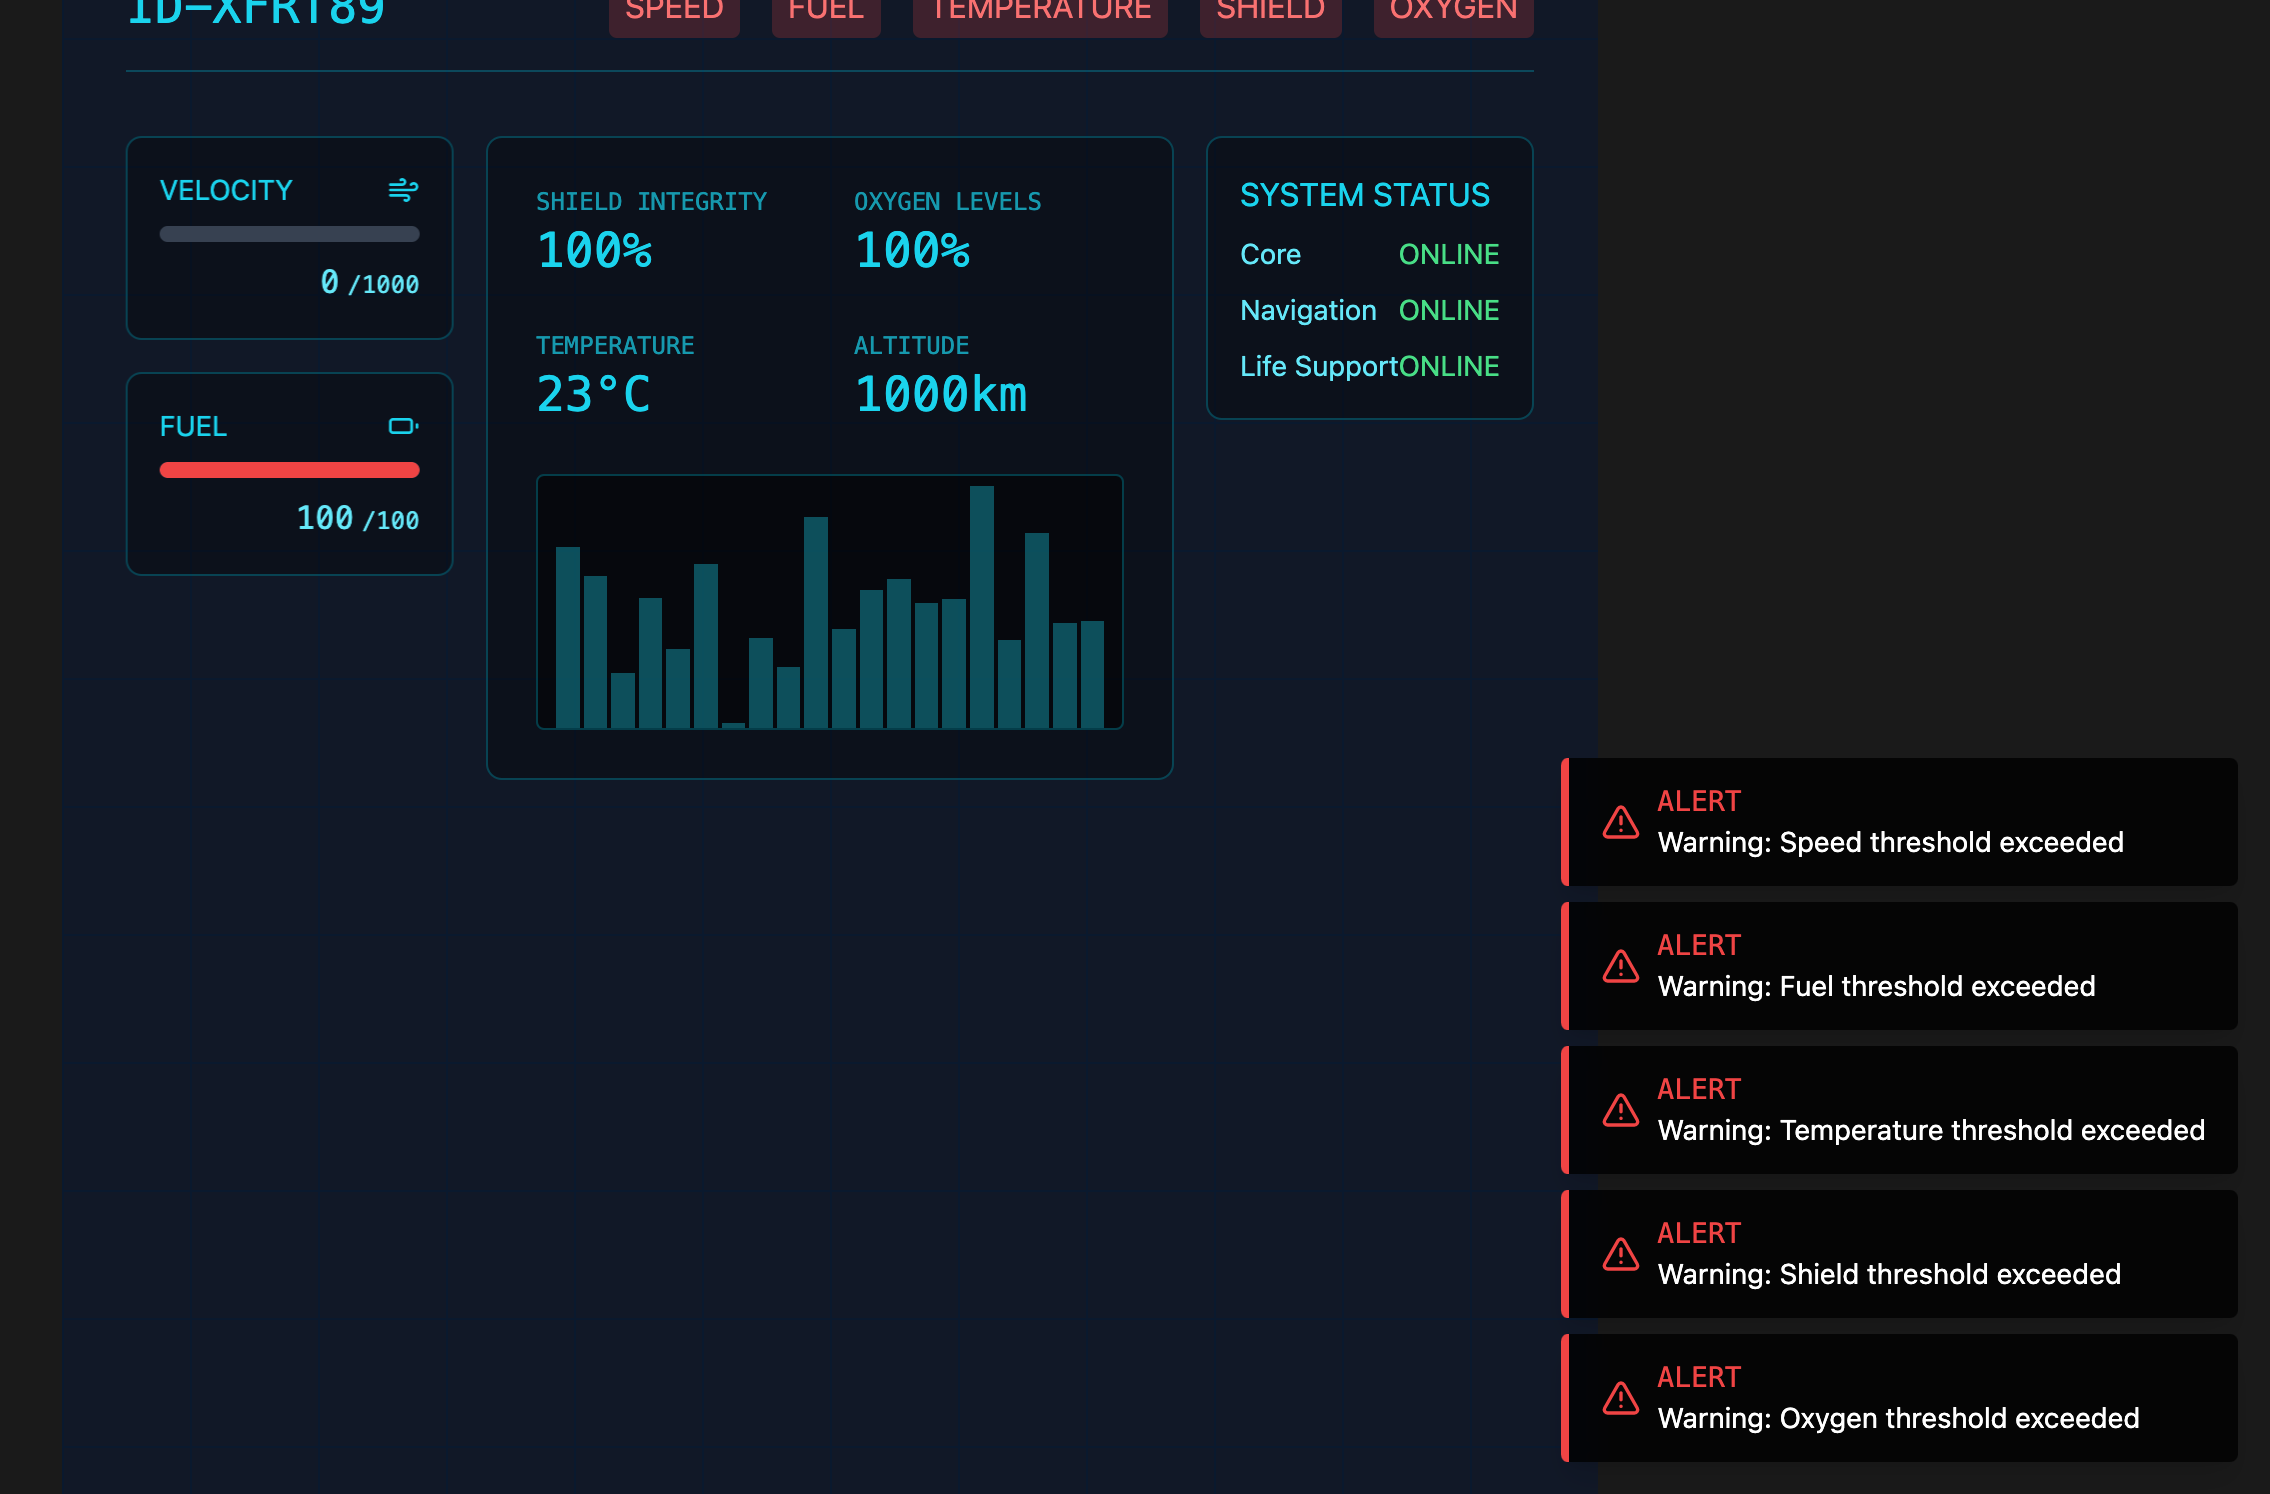 ID–XFRT89
SPEED
FUEL
TEMPERATURE
SHIELD
OXYGEN
VELOCITY
0 /1000
FUEL
100 /100
SHIELD INTEGRITY
100%
OXYGEN LEVELS
100%
TEMPERATURE
23°C
ALTITUDE
1000km
SYSTEM STATUS
Core ONLINE
Navigation ONLINE
Life Support ONLINE
ALERT
Warning: Speed threshold exceeded
ALERT
Warning: Fuel threshold exceeded
ALERT
Warning: Temperature threshold exceeded
ALERT
Warning: Shield threshold exceeded
ALERT
Warning: Oxygen threshold exceeded